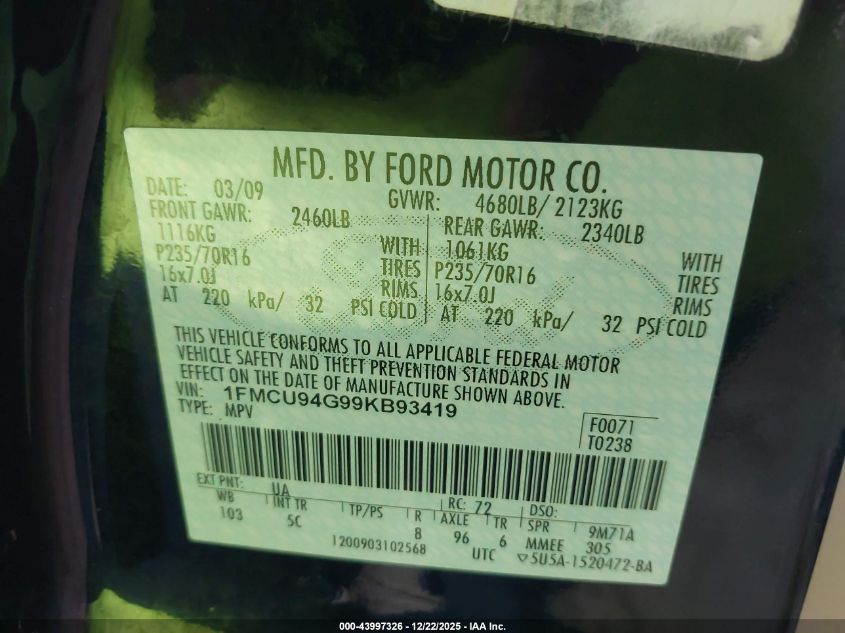 MFD. BY FORD MOTOR CO.
DATE: 03/09 GVWR: 4680LB/ 2123KG
FRONT GAWR: 2460LB REAR GAWR: 2340LB
1116KG WITH 1061KG WITH
P235/70R16 TIRES P235/70R16 TIRES
16x7.0J RIMS 16x7.0J RIMS
AT 220 kPa/ 32 PSI COLD AT 220 kPa/ 32 PSI COLD
THIS VEHICLE CONFORMS TO ALL APPLICABLE FEDERAL MOTOR
VEHICLE SAFETY AND THEFT PREVENTION STANDARDS IN
EFFECT ON THE DATE OF MANUFACTURE SHOWN ABOVE.
VIN: 1FMCU94G99KB93419
TYPE: MPV
F0071
T0238
EXT PNT: UA RC: 72 DSO:
WB INT TR TP/PS R AXLE TR SPR 9M71A
103 5C 8 96 6 MMEE 305
1200903102568 UTC ▽5U5A-1520472-BA
000-43997326 - 12/22/2025 - IAA Inc.